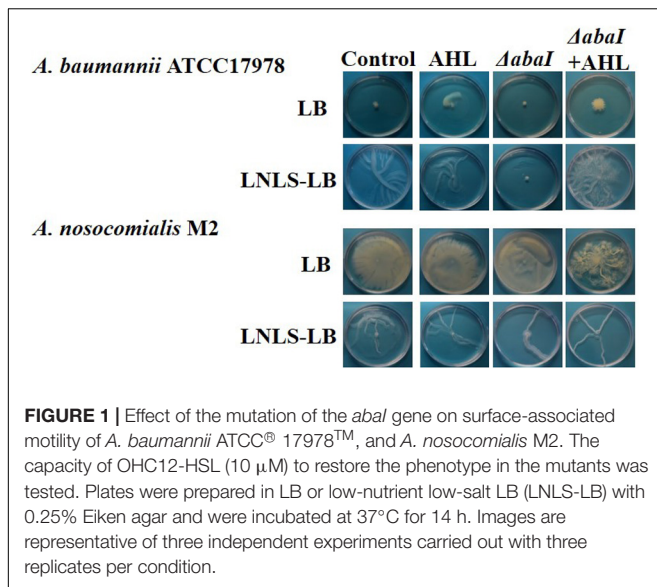 Control AHL ΔabaI ΔabaI +AHL
A. baumannii ATCC17978
LB
LNLS-LB
A. nosocomialis M2
LB
LNLS-LB
FIGURE 1 | Effect of the mutation of the abaI gene on surface-associated
motility of A. baumannii ATCC® 17978™, and A. nosocomialis M2. The
capacity of OHC12-HSL (10 μM) to restore the phenotype in the mutants was
tested. Plates were prepared in LB or low-nutrient low-salt LB (LNLS-LB) with
0.25% Eiken agar and were incubated at 37°C for 14 h. Images are
representative of three independent experiments carried out with three
replicates per condition.